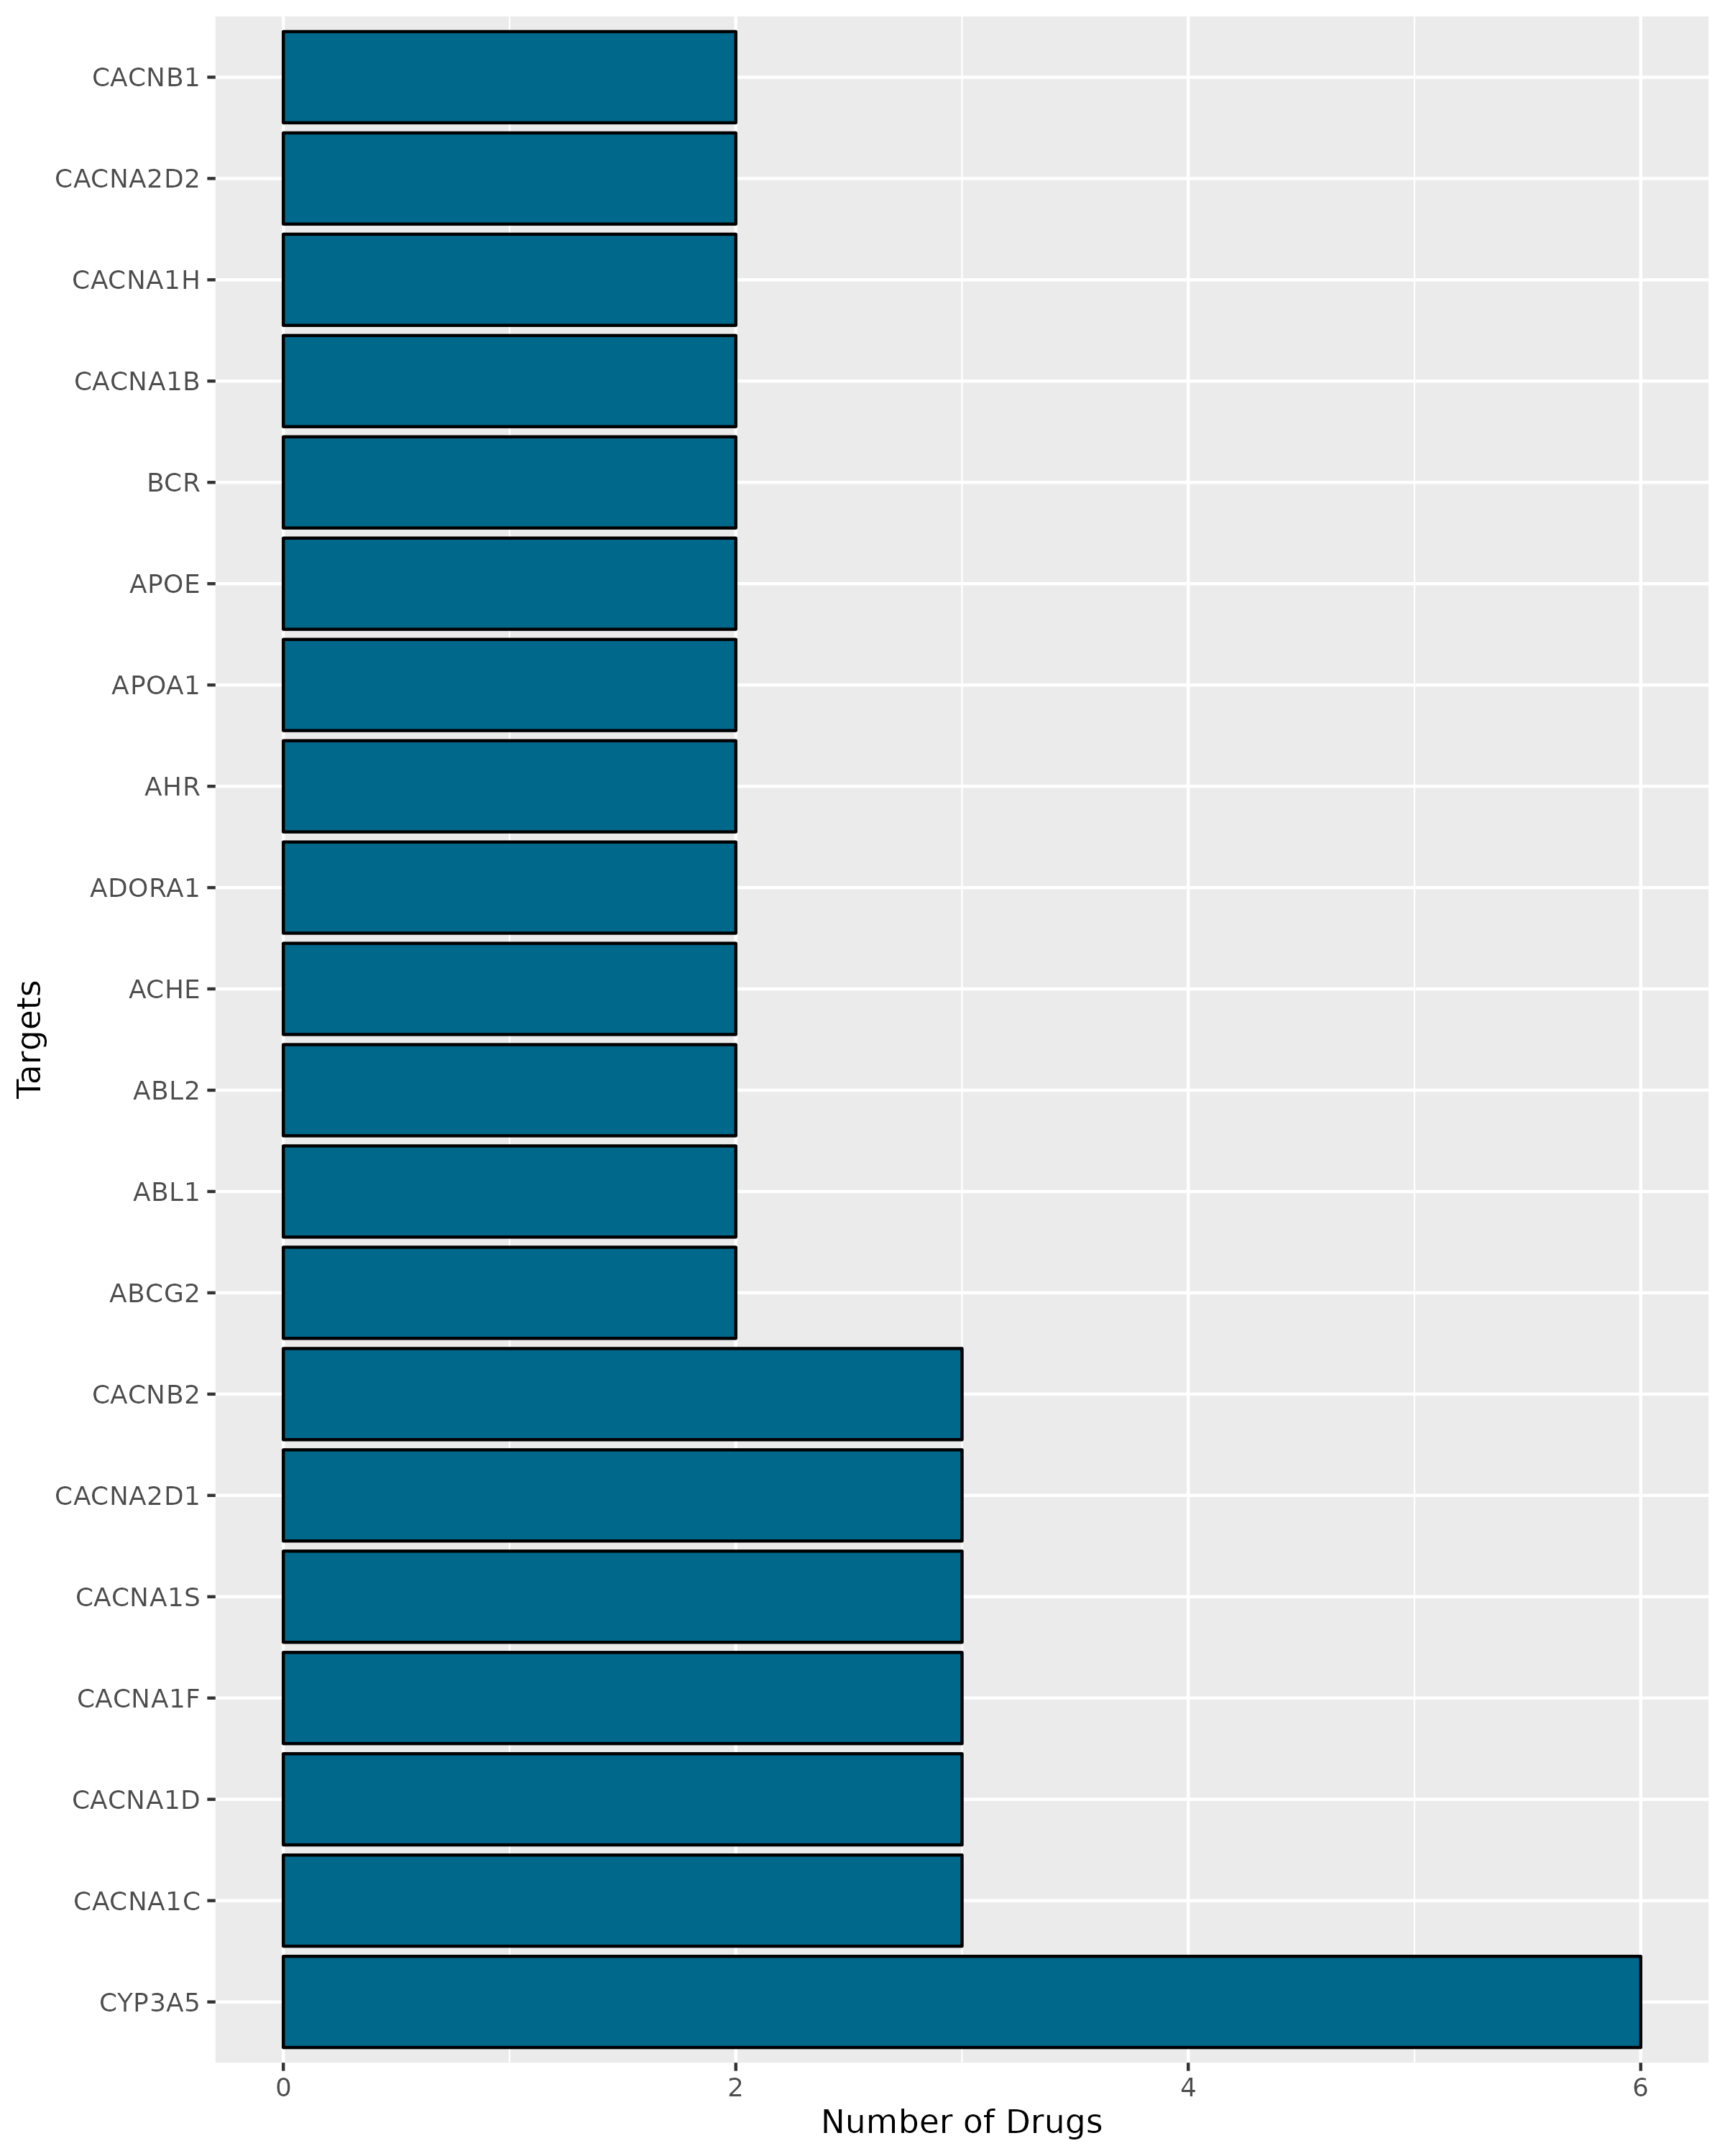 CACNB1
CACNA2D2
CACNA1H
CACNA1B
BCR
APOE
APOA1
AHR
ADORA1
ACHE
ABL2
ABL1
ABCG2
CACNB2
CACNA2D1
CACNA1S
CACNA1F
CACNA1D
CACNA1C
CYP3A5
Targets
0 2 4 6
Number of Drugs